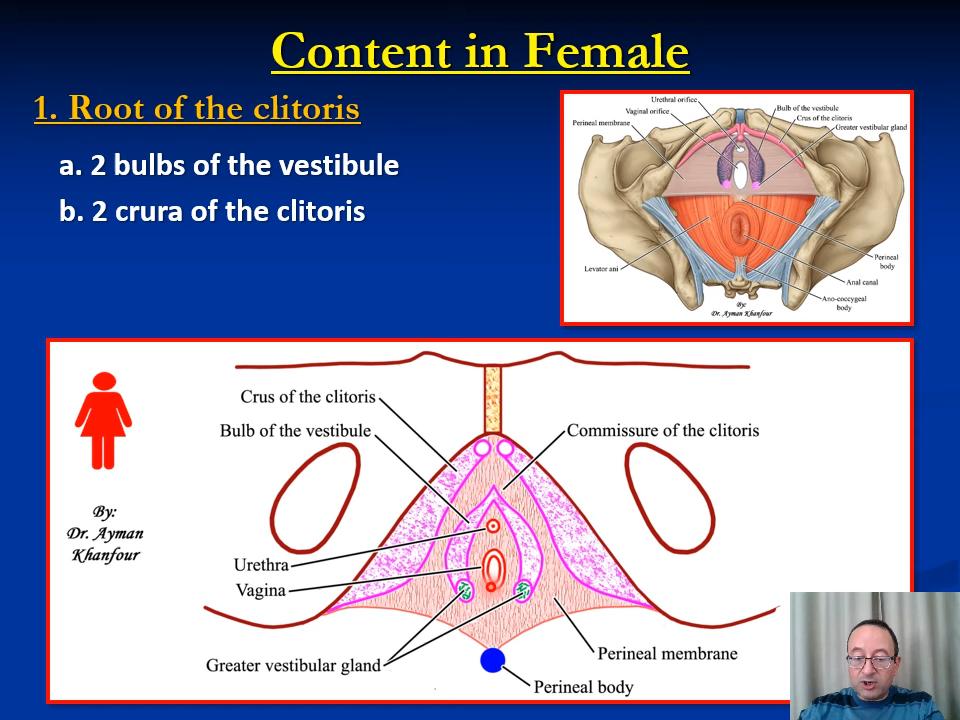 Content in Female
1. Root of the clitoris
a. 2 bulbs of the vestibule
b. 2 crura of the clitoris
Urethral orifice
Vaginal orifice
Perineal membrane
Bulb of the vestibule
Crus of the clitoris
Greater vestibular gland
Levator ani
Perineal
body
Anal canal
Ano-coccygeal
body
By:
Dr. Ayman Khanfour
Crus of the clitoris
Bulb of the vestibule
Commissure of the clitoris
By:
Dr. Ayman
Khanfour
Urethra
Vagina
Greater vestibular gland
Perineal membrane
Perineal body